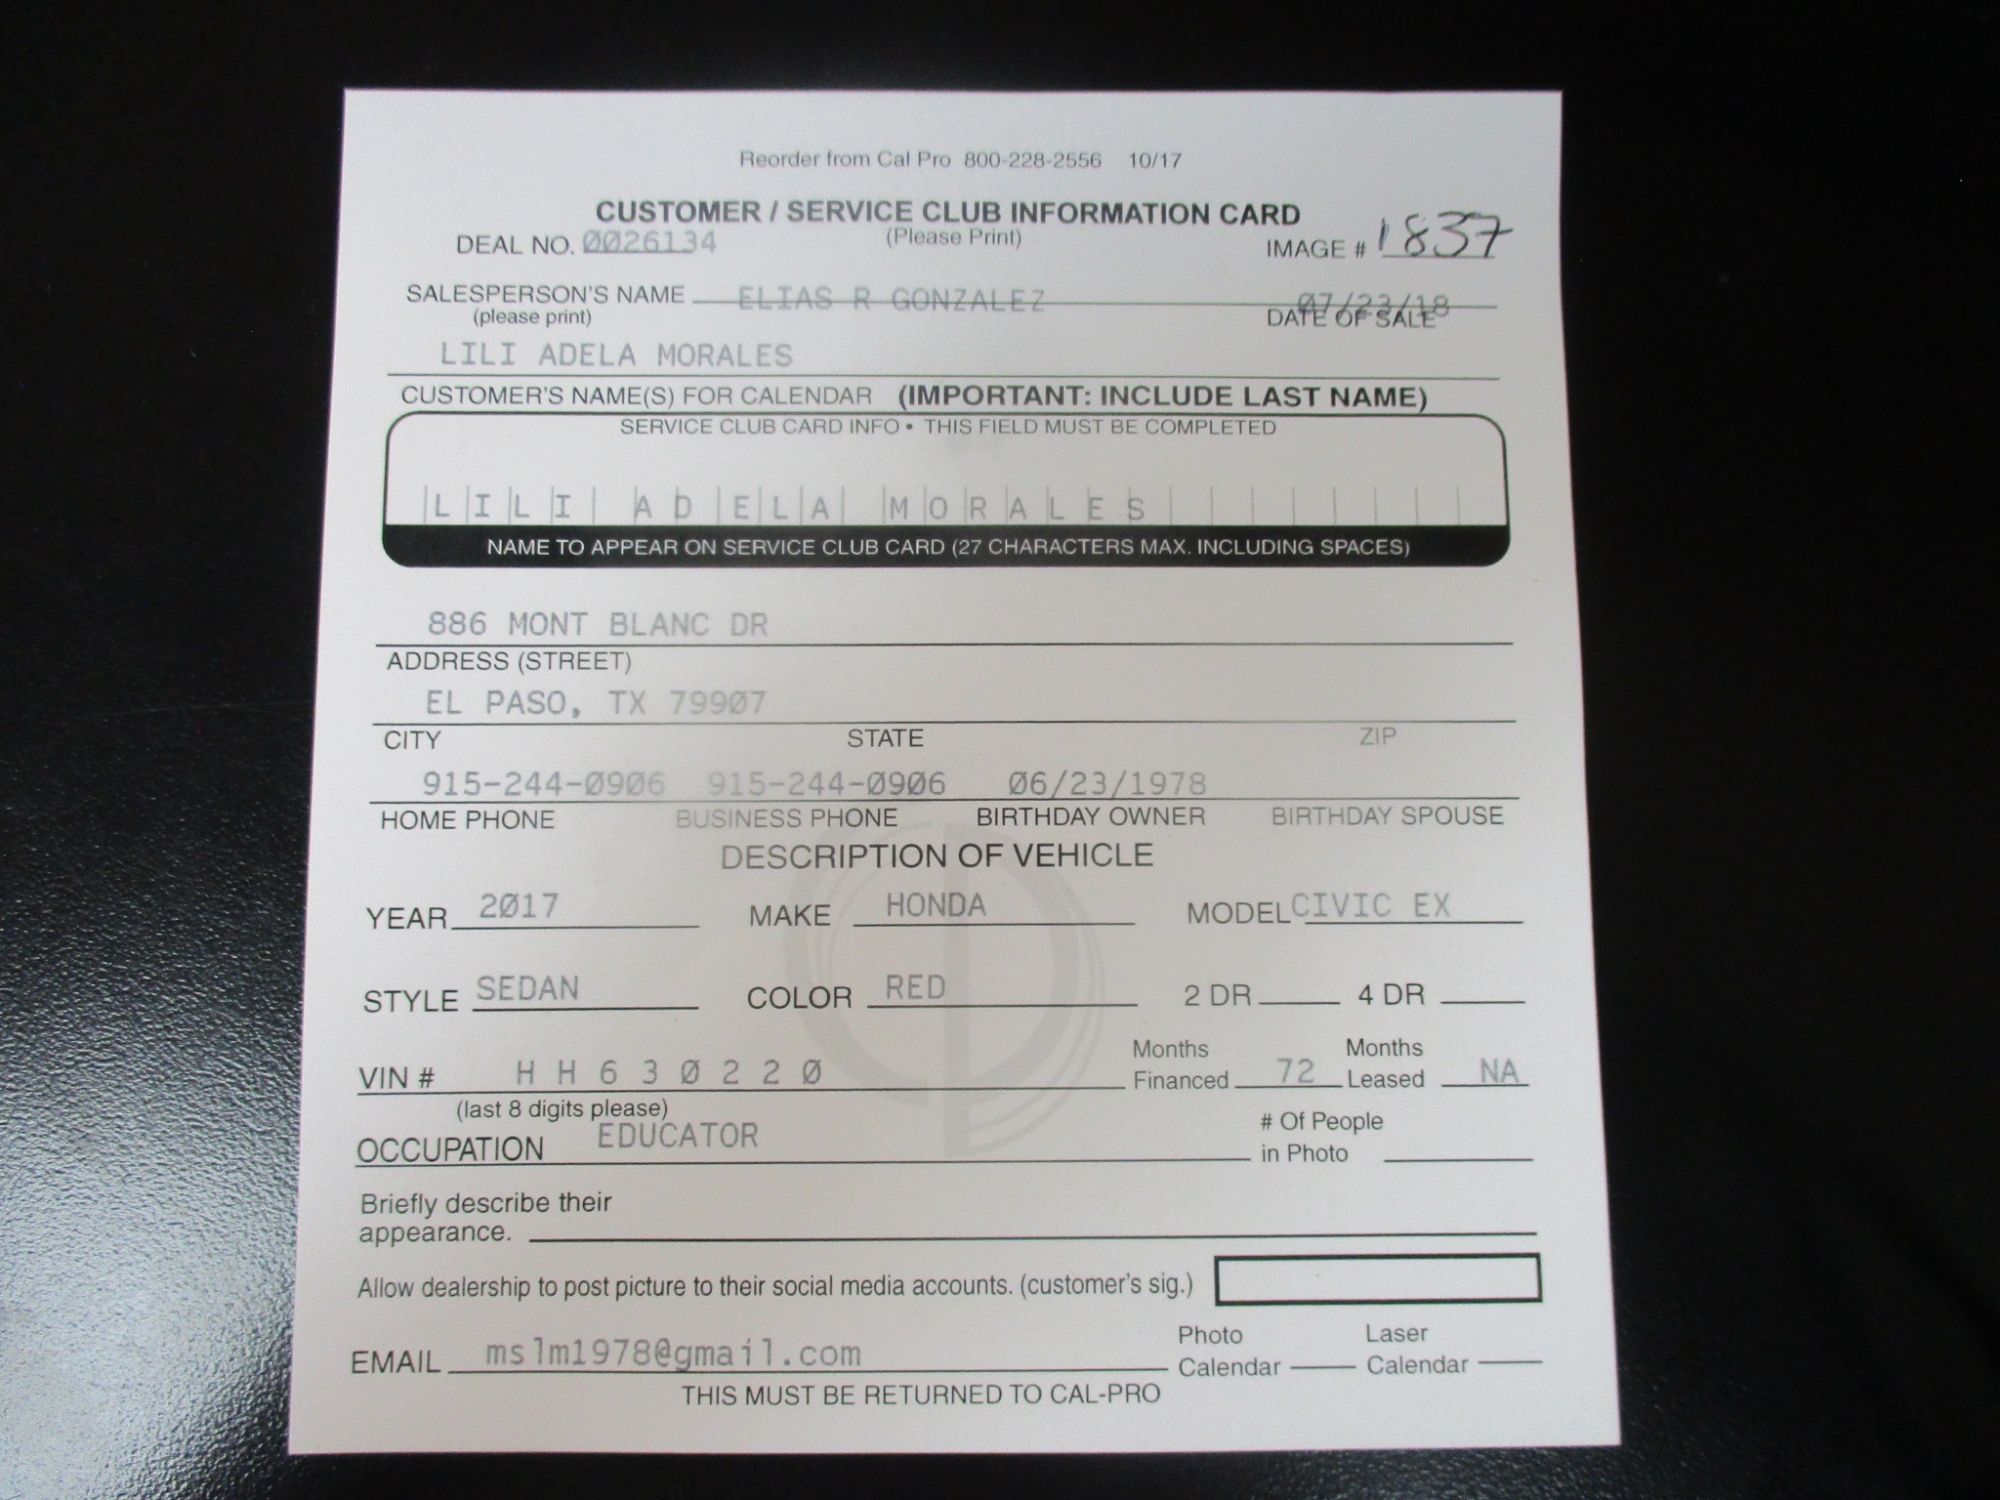 Reorder from Cal Pro 800-228-2556 10/17
CUSTOMER / SERVICE CLUB INFORMATION CARD
DEAL NO. 0026134 (Please Print) IMAGE # 1837
SALESPERSON'S NAME ELIAS R GONZALEZ 07/23/18
(please print) DATE OF SALE
LILI ADELA MORALES
CUSTOMER'S NAME(S) FOR CALENDAR (IMPORTANT: INCLUDE LAST NAME)
SERVICE CLUB CARD INFO • THIS FIELD MUST BE COMPLETED
LILI ADELA MORALES
NAME TO APPEAR ON SERVICE CLUB CARD (27 CHARACTERS MAX. INCLUDING SPACES)
886 MONT BLANC DR
ADDRESS (STREET)
EL PASO, TX 79907
CITY STATE ZIP
915-244-0906 915-244-0906 06/23/1978
HOME PHONE BUSINESS PHONE BIRTHDAY OWNER BIRTHDAY SPOUSE
DESCRIPTION OF VEHICLE
YEAR 2017 MAKE HONDA MODEL CIVIC EX
STYLE SEDAN COLOR RED 2 DR 4 DR
Months Months
VIN # H H 6 3 0 2 2 0 Financed 72 Leased NA
(last 8 digits please)
OCCUPATION EDUCATOR # Of People
in Photo
Briefly describe their
appearance.
Allow dealership to post picture to their social media accounts. (customer's sig.)
Photo Laser
EMAIL mslm1978@gmail.com Calendar Calendar
THIS MUST BE RETURNED TO CAL-PRO